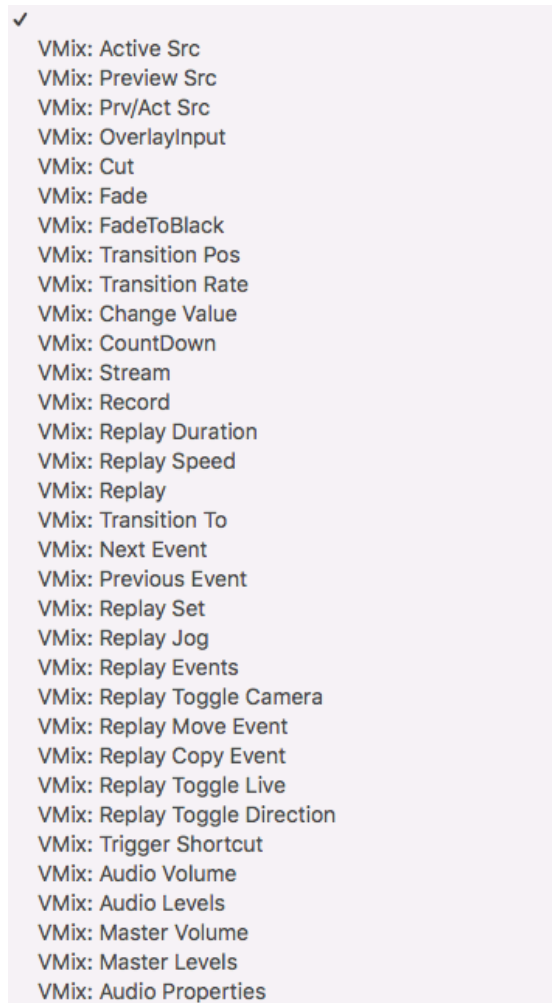 ✓
VMix: Active Src
VMix: Preview Src
VMix: Prv/Act Src
VMix: OverlayInput
VMix: Cut
VMix: Fade
VMix: FadeToBlack
VMix: Transition Pos
VMix: Transition Rate
VMix: Change Value
VMix: CountDown
VMix: Stream
VMix: Record
VMix: Replay Duration
VMix: Replay Speed
VMix: Replay
VMix: Transition To
VMix: Next Event
VMix: Previous Event
VMix: Replay Set
VMix: Replay Jog
VMix: Replay Events
VMix: Replay Toggle Camera
VMix: Replay Move Event
VMix: Replay Copy Event
VMix: Replay Toggle Live
VMix: Replay Toggle Direction
VMix: Trigger Shortcut
VMix: Audio Volume
VMix: Audio Levels
VMix: Master Volume
VMix: Master Levels
VMix: Audio Properties